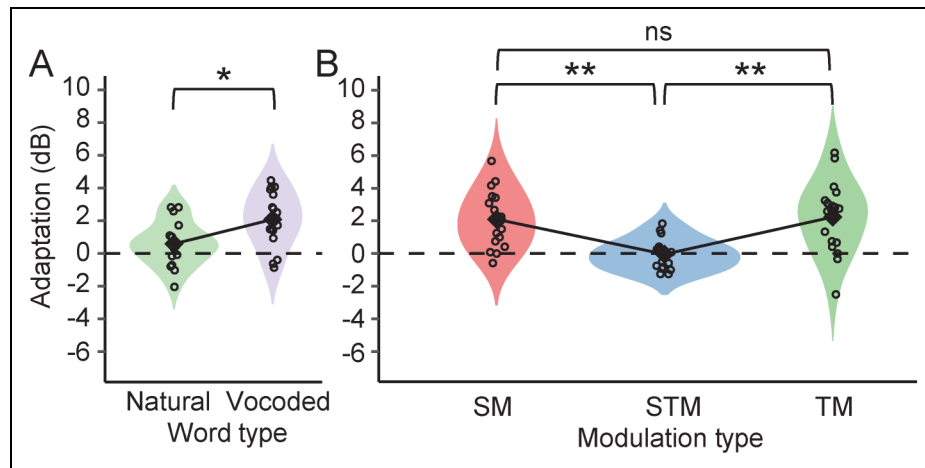 A
*
10
8
6
4
2
0
-2
-4
-6
Adaptation (dB)
Natural Vocoded
Word type
B
ns
** **
10
8
6
4
2
0
-2
-4
-6
SM STM TM
Modulation type